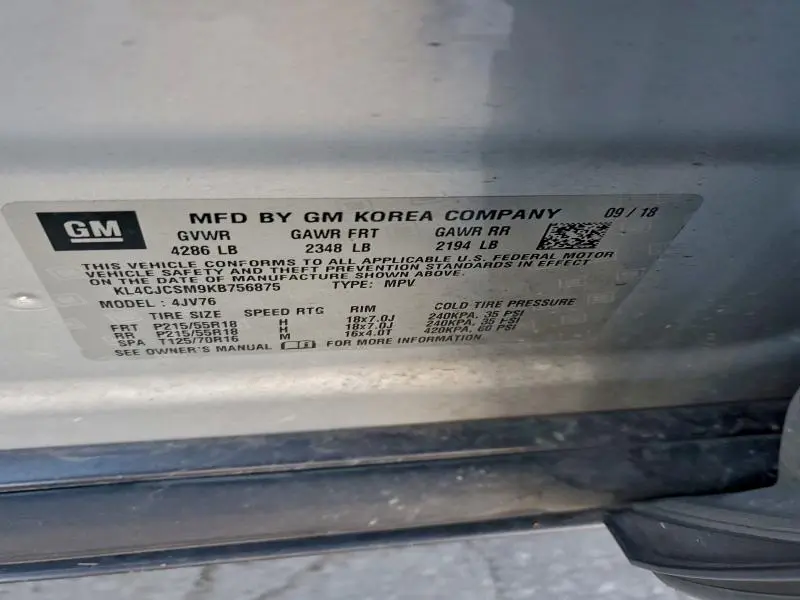 GM
MFD BY GM KOREA COMPANY 09 / 18
GVWR GAWR FRT GAWR RR
4286 LB 2348 LB 2194 LB
THIS VEHICLE CONFORMS TO ALL APPLICABLE U.S. FEDERAL MOTOR
VEHICLE SAFETY AND THEFT PREVENTION STANDARDS IN EFFECT
ON THE DATE OF MANUFACTURE SHOWN ABOVE.
KL4CJCSM9KB756875 TYPE: MPV
MODEL : 4JV76
TIRE SIZE SPEED RTG RIM COLD TIRE PRESSURE
FRT P215/55R18 H 18x7.0J 240KPA, 35 PSI
RR P215/55R18 H 18x7.0J 240KPA, 35 PSI
SPA T125/70R16 M 16x4.0T 420KPA, 60 PSI
SEE OWNER'S MANUAL FOR MORE INFORMATION.